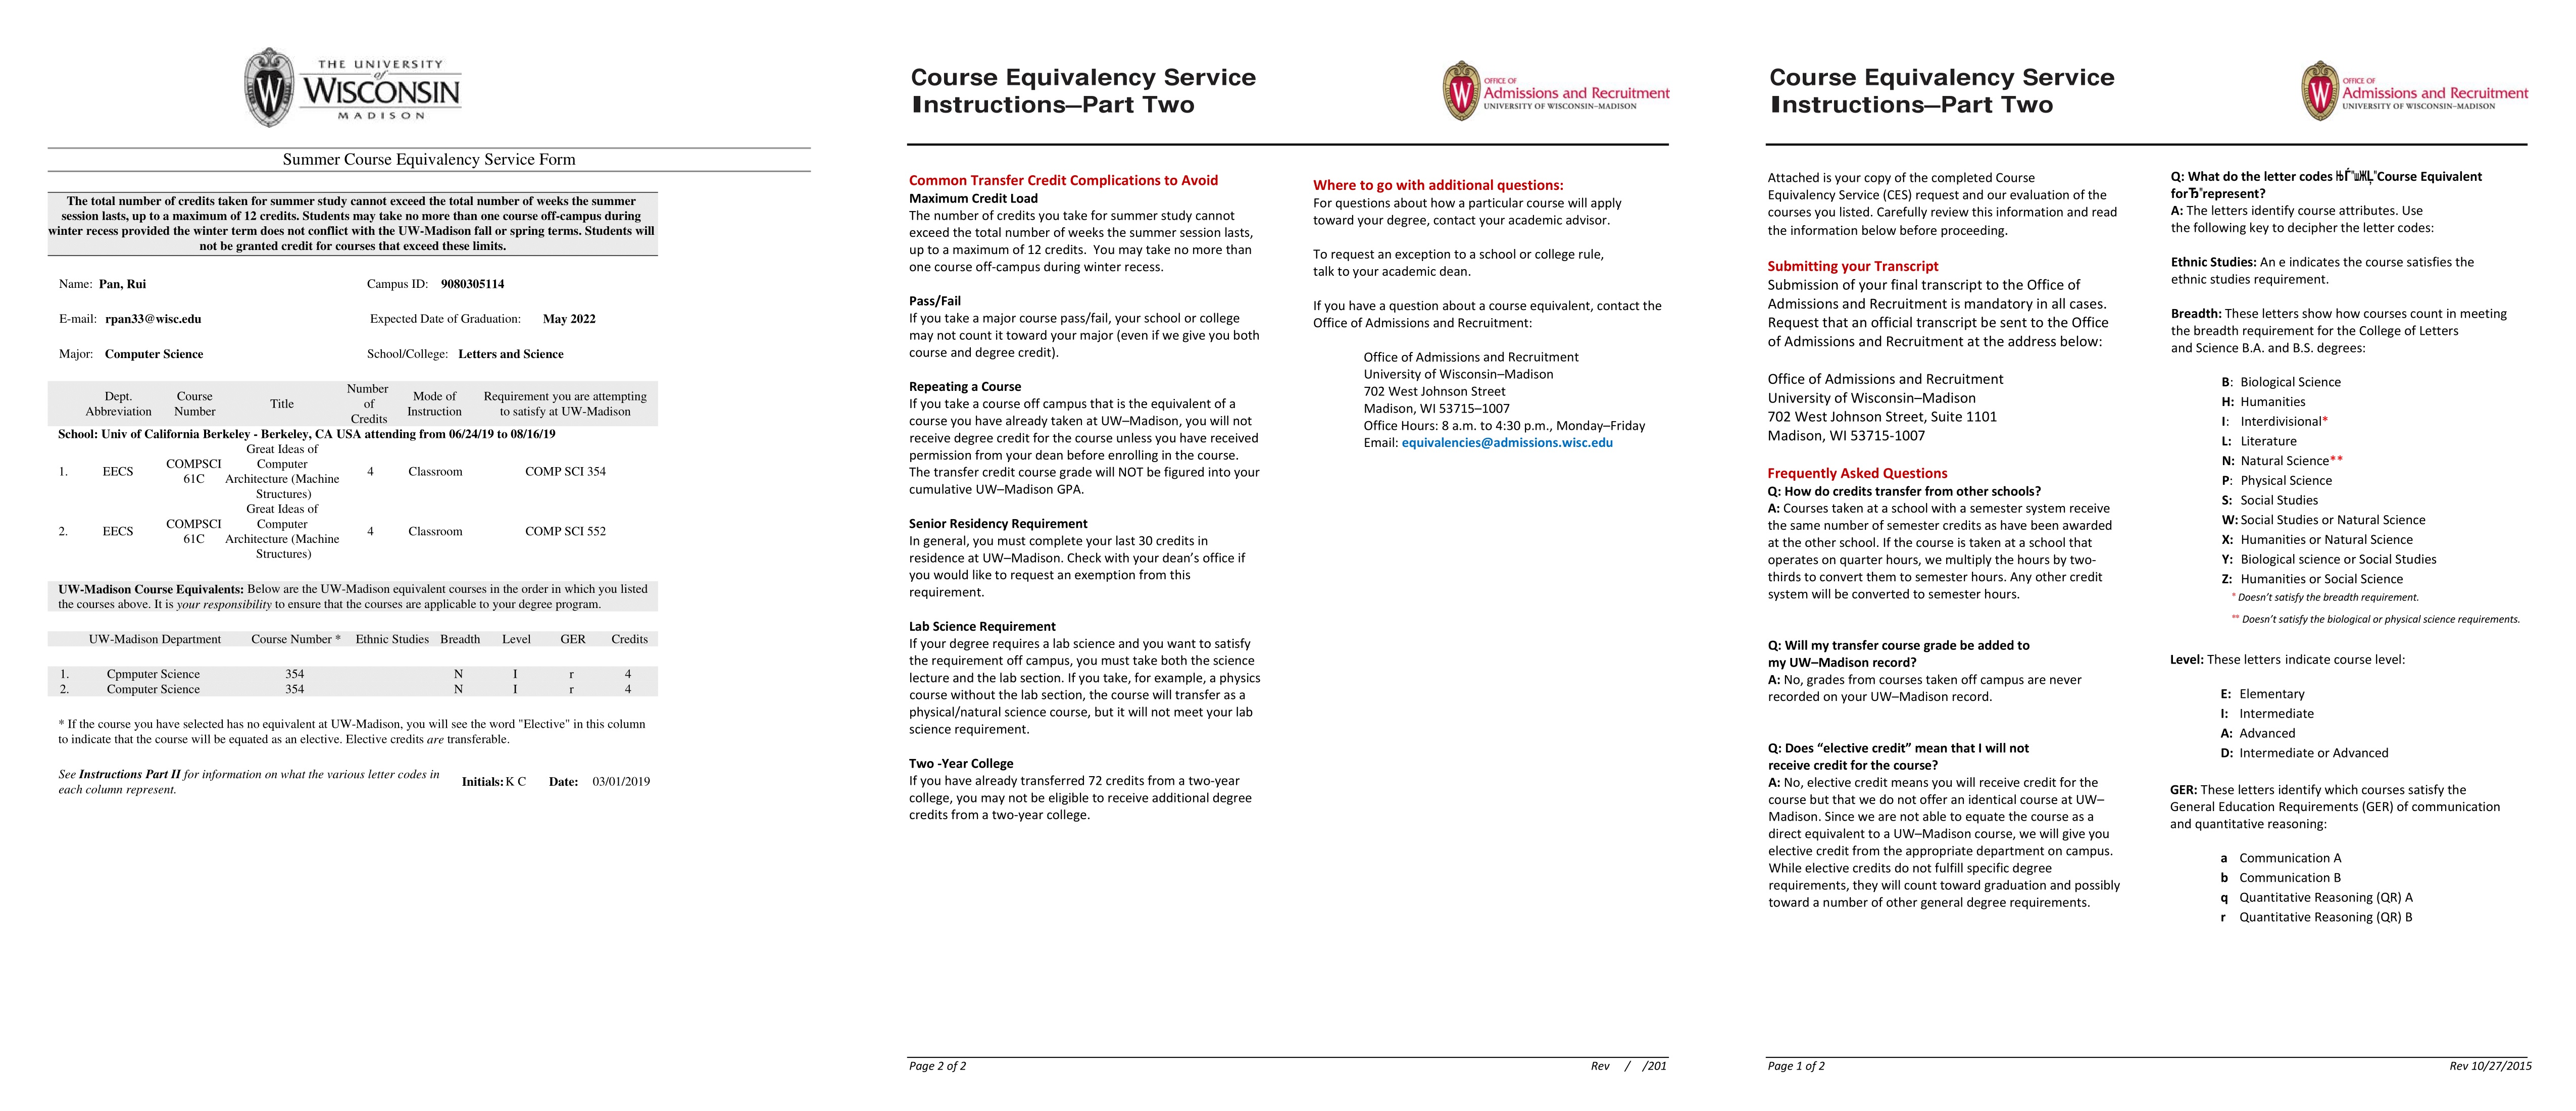 THE UNIVERSITY
of
WISCONSIN
MADISON
Summer Course Equivalency Service Form
The total number of credits taken for summer study cannot exceed the total number of weeks the summer
session lasts, up to a maximum of 12 credits. Students may take no more than one course off-campus during
winter recess provided the winter term does not conflict with the UW-Madison fall or spring terms. Students will
not be granted credit for courses that exceed these limits.
Name: Pan, Rui Campus ID: 9080305114
E-mail: rpan33@wisc.edu Expected Date of Graduation: May 2022
Major: Computer Science School/College: Letters and Science
Dept. Abbreviation Course Number Title Number of Credits Mode of Instruction Requirement you are attempting to satisfy at UW-Madison
School: Univ of California Berkeley - Berkeley, CA USA attending from 06/24/19 to 08/16/19
1. EECS COMPSCI 61C Great Ideas of Computer Architecture (Machine Structures) 4 Classroom COMP SCI 354
2. EECS COMPSCI 61C Great Ideas of Computer Architecture (Machine Structures) 4 Classroom COMP SCI 552
UW-Madison Course Equivalents: Below are the UW-Madison equivalent courses in the order in which you listed
the courses above. It is your responsibility to ensure that the courses are applicable to your degree program.
UW-Madison Department Course Number * Ethnic Studies Breadth Level GER Credits
1. Cpmputer Science 354 N I r 4
2. Computer Science 354 N I r 4
* If the course you have selected has no equivalent at UW-Madison, you will see the word "Elective" in this column
to indicate that the course will be equated as an elective. Elective credits are transferable.
See Instructions Part II for information on what the various letter codes in
each column represent.
Initials: K C Date: 03/01/2019
Course Equivalency Service
Instructions—Part Two
OFFICE OF
Admissions and Recruitment
UNIVERSITY OF WISCONSIN–MADISON
Common Transfer Credit Complications to Avoid
Maximum Credit Load
The number of credits you take for summer study cannot
exceed the total number of weeks the summer session lasts,
up to a maximum of 12 credits. You may take no more than
one course off-campus during winter recess.
Pass/Fail
If you take a major course pass/fail, your school or college
may not count it toward your major (even if we give you both
course and degree credit).
Repeating a Course
If you take a course off campus that is the equivalent of a
course you have already taken at UW–Madison, you will not
receive degree credit for the course unless you have received
permission from your dean before enrolling in the course.
The transfer credit course grade will NOT be figured into your
cumulative UW–Madison GPA.
Senior Residency Requirement
In general, you must complete your last 30 credits in
residence at UW–Madison. Check with your dean's office if
you would like to request an exemption from this
requirement.
Lab Science Requirement
If your degree requires a lab science and you want to satisfy
the requirement off campus, you must take both the science
lecture and the lab section. If you take, for example, a physics
course without the lab section, the course will transfer as a
physical/natural science course, but it will not meet your lab
science requirement.
Two -Year College
If you have already transferred 72 credits from a two-year
college, you may not be eligible to receive additional degree
credits from a two-year college.
Where to go with additional questions:
For questions about how a particular course will apply
toward your degree, contact your academic advisor.
To request an exception to a school or college rule,
talk to your academic dean.
If you have a question about a course equivalent, contact the
Office of Admissions and Recruitment:
Office of Admissions and Recruitment
University of Wisconsin–Madison
702 West Johnson Street
Madison, WI 53715–1007
Office Hours: 8 a.m. to 4:30 p.m., Monday–Friday
Email: equivalencies@admissions.wisc.edu
Page 2 of 2 Rev / /201
Course Equivalency Service
Instructions—Part Two
OFFICE OF
Admissions and Recruitment
UNIVERSITY OF WISCONSIN–MADISON
Attached is your copy of the completed Course
Equivalency Service (CES) request and our evaluation of the
courses you listed. Carefully review this information and read
the information below before proceeding.
Submitting your Transcript
Submission of your final transcript to the Office of
Admissions and Recruitment is mandatory in all cases.
Request that an official transcript be sent to the Office
of Admissions and Recruitment at the address below:
Office of Admissions and Recruitment
University of Wisconsin–Madison
702 West Johnson Street, Suite 1101
Madison, WI 53715-1007
Frequently Asked Questions
Q: How do credits transfer from other schools?
A: Courses taken at a school with a semester system receive
the same number of semester credits as have been awarded
at the other school. If the course is taken at a school that
operates on quarter hours, we multiply the hours by two-
thirds to convert them to semester hours. Any other credit
system will be converted to semester hours.
Q: Will my transfer course grade be added to
my UW–Madison record?
A: No, grades from courses taken off campus are never
recorded on your UW–Madison record.
Q: Does “elective credit” mean that I will not
receive credit for the course?
A: No, elective credit means you will receive credit for the
course but that we do not offer an identical course at UW–
Madison. Since we are not able to equate the course as a
direct equivalent to a UW–Madison course, we will give you
elective credit from the appropriate department on campus.
While elective credits do not fulfill specific degree
requirements, they will count toward graduation and possibly
toward a number of other general degree requirements.
Q: What do the letter codes Course Equivalent
represent?
A: The letters identify course attributes. Use
the following key to decipher the letter codes:
Ethnic Studies: An e indicates the course satisfies the
ethnic studies requirement.
Breadth: These letters show how courses count in meeting
the breadth requirement for the College of Letters
and Science B.A. and B.S. degrees:
B: Biological Science
H: Humanities
I: Interdivisional*
L: Literature
N: Natural Science**
P: Physical Science
S: Social Studies
W: Social Studies or Natural Science
X: Humanities or Natural Science
Y: Biological science or Social Studies
Z: Humanities or Social Science
* Doesn't satisfy the breadth requirement.
** Doesn't satisfy the biological or physical science requirements.
Level: These letters indicate course level:
E: Elementary
I: Intermediate
A: Advanced
D: Intermediate or Advanced
GER: These letters identify which courses satisfy the
General Education Requirements (GER) of communication
and quantitative reasoning:
a Communication A
b Communication B
q Quantitative Reasoning (QR) A
r Quantitative Reasoning (QR) B
Page 1 of 2 Rev 10/27/2015